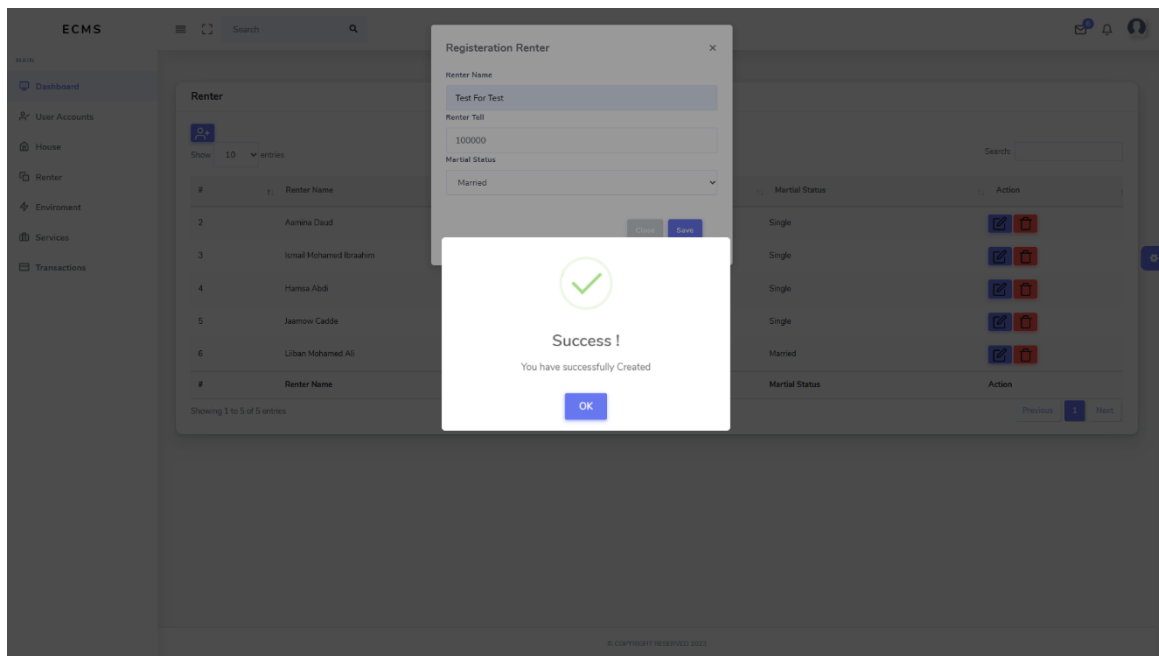 ECMS
Search
6
MAIN
Dashboard
User Accounts
House
Renter
Enviroment
Services
Transactions
Renter
Show 10 entries
Search:
# Renter Name Martial Status Action
2 Aamina Daud Single
3 Ismail Mohamed Ibraahim Single
4 Hamsa Abdi Single
5 Jaamow Cadde Single
6 Liiban Mohamed Ali Married
# Renter Name Martial Status Action
Showing 1 to 5 of 5 entries
Previous 1 Next
Registeration Renter ×
Renter Name
Test For Test
Renter Tell
100000
Martial Status
Married
Close Save
Success !
You have successfully Created
OK
© COPYRIGHT RESERVED